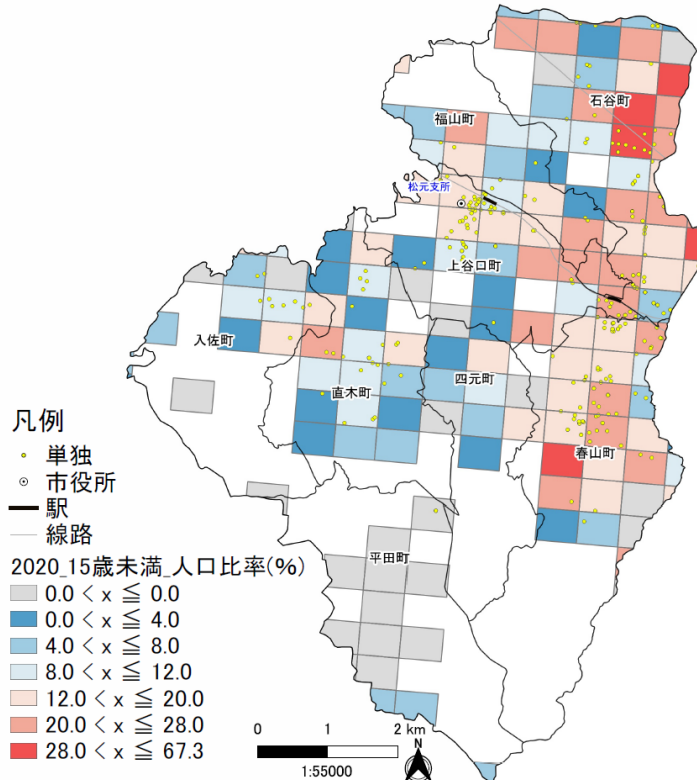 石谷町
福山町
松元支所
上谷口町
入佐町
四元町
直木町
春山町
平田町
凡例
単独
市役所
駅
線路
2020_15歳未満_人口比率(%)
0.0 < x ≦ 0.0
0.0 < x ≦ 4.0
4.0 < x ≦ 8.0
8.0 < x ≦ 12.0
12.0 < x ≦ 20.0
20.0 < x ≦ 28.0
28.0 < x ≦ 67.3
0 1 2 km
1:55000
N